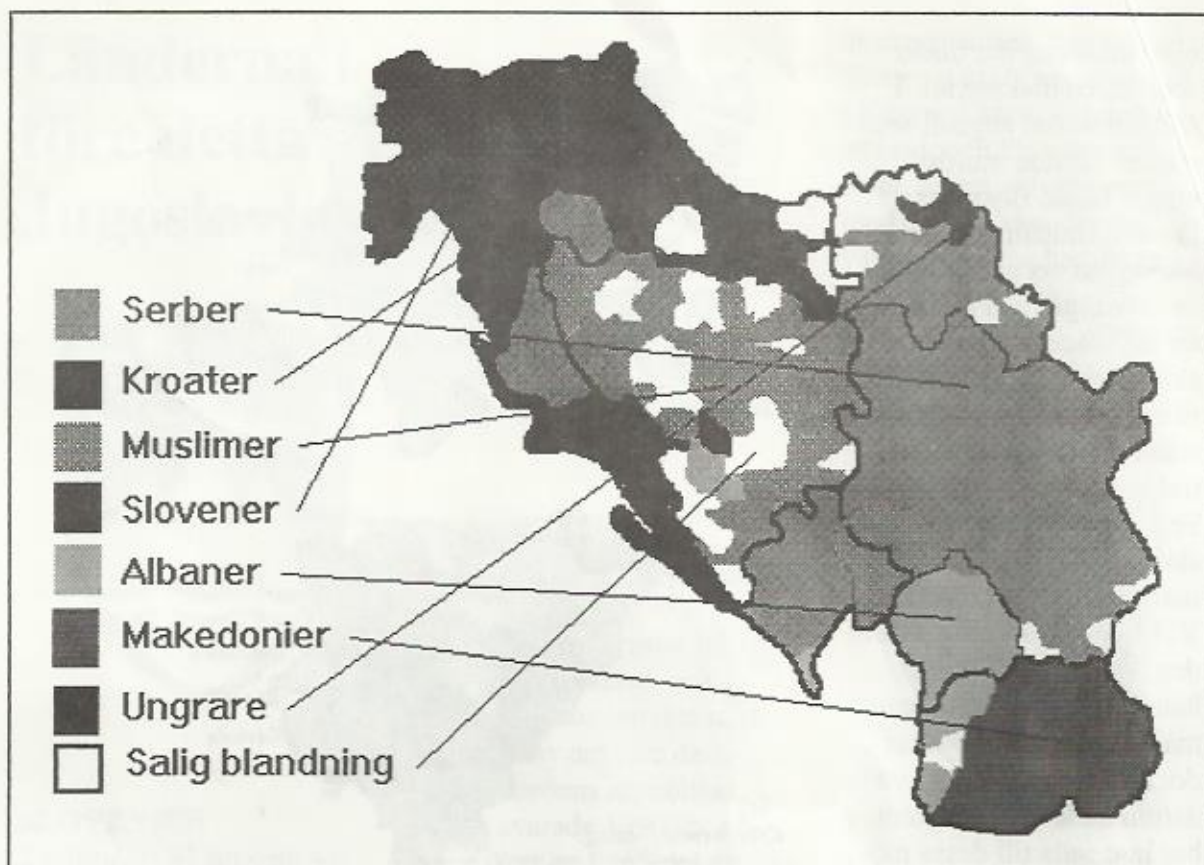 Serber
Kroater
Muslimer
Slovener
Albaner
Makedonier
Ungrare
Salig blandning